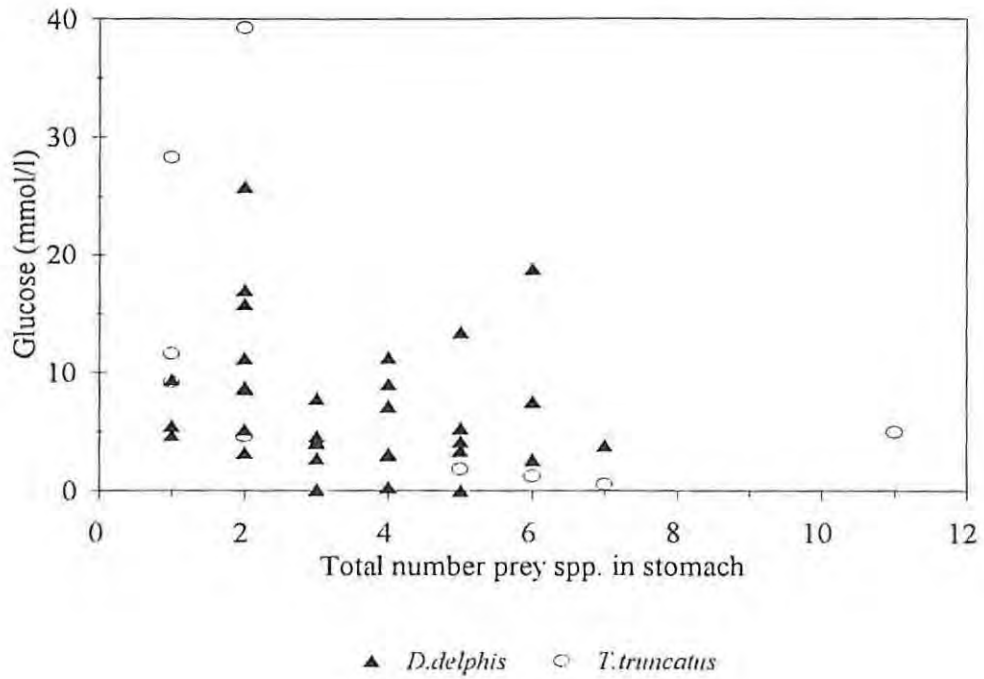 40
30
20
10
0
Glucose (mmol/l)
0 2 4 6 8 10 12
Total number prey spp. in stomach
D.delphis T.truncatus